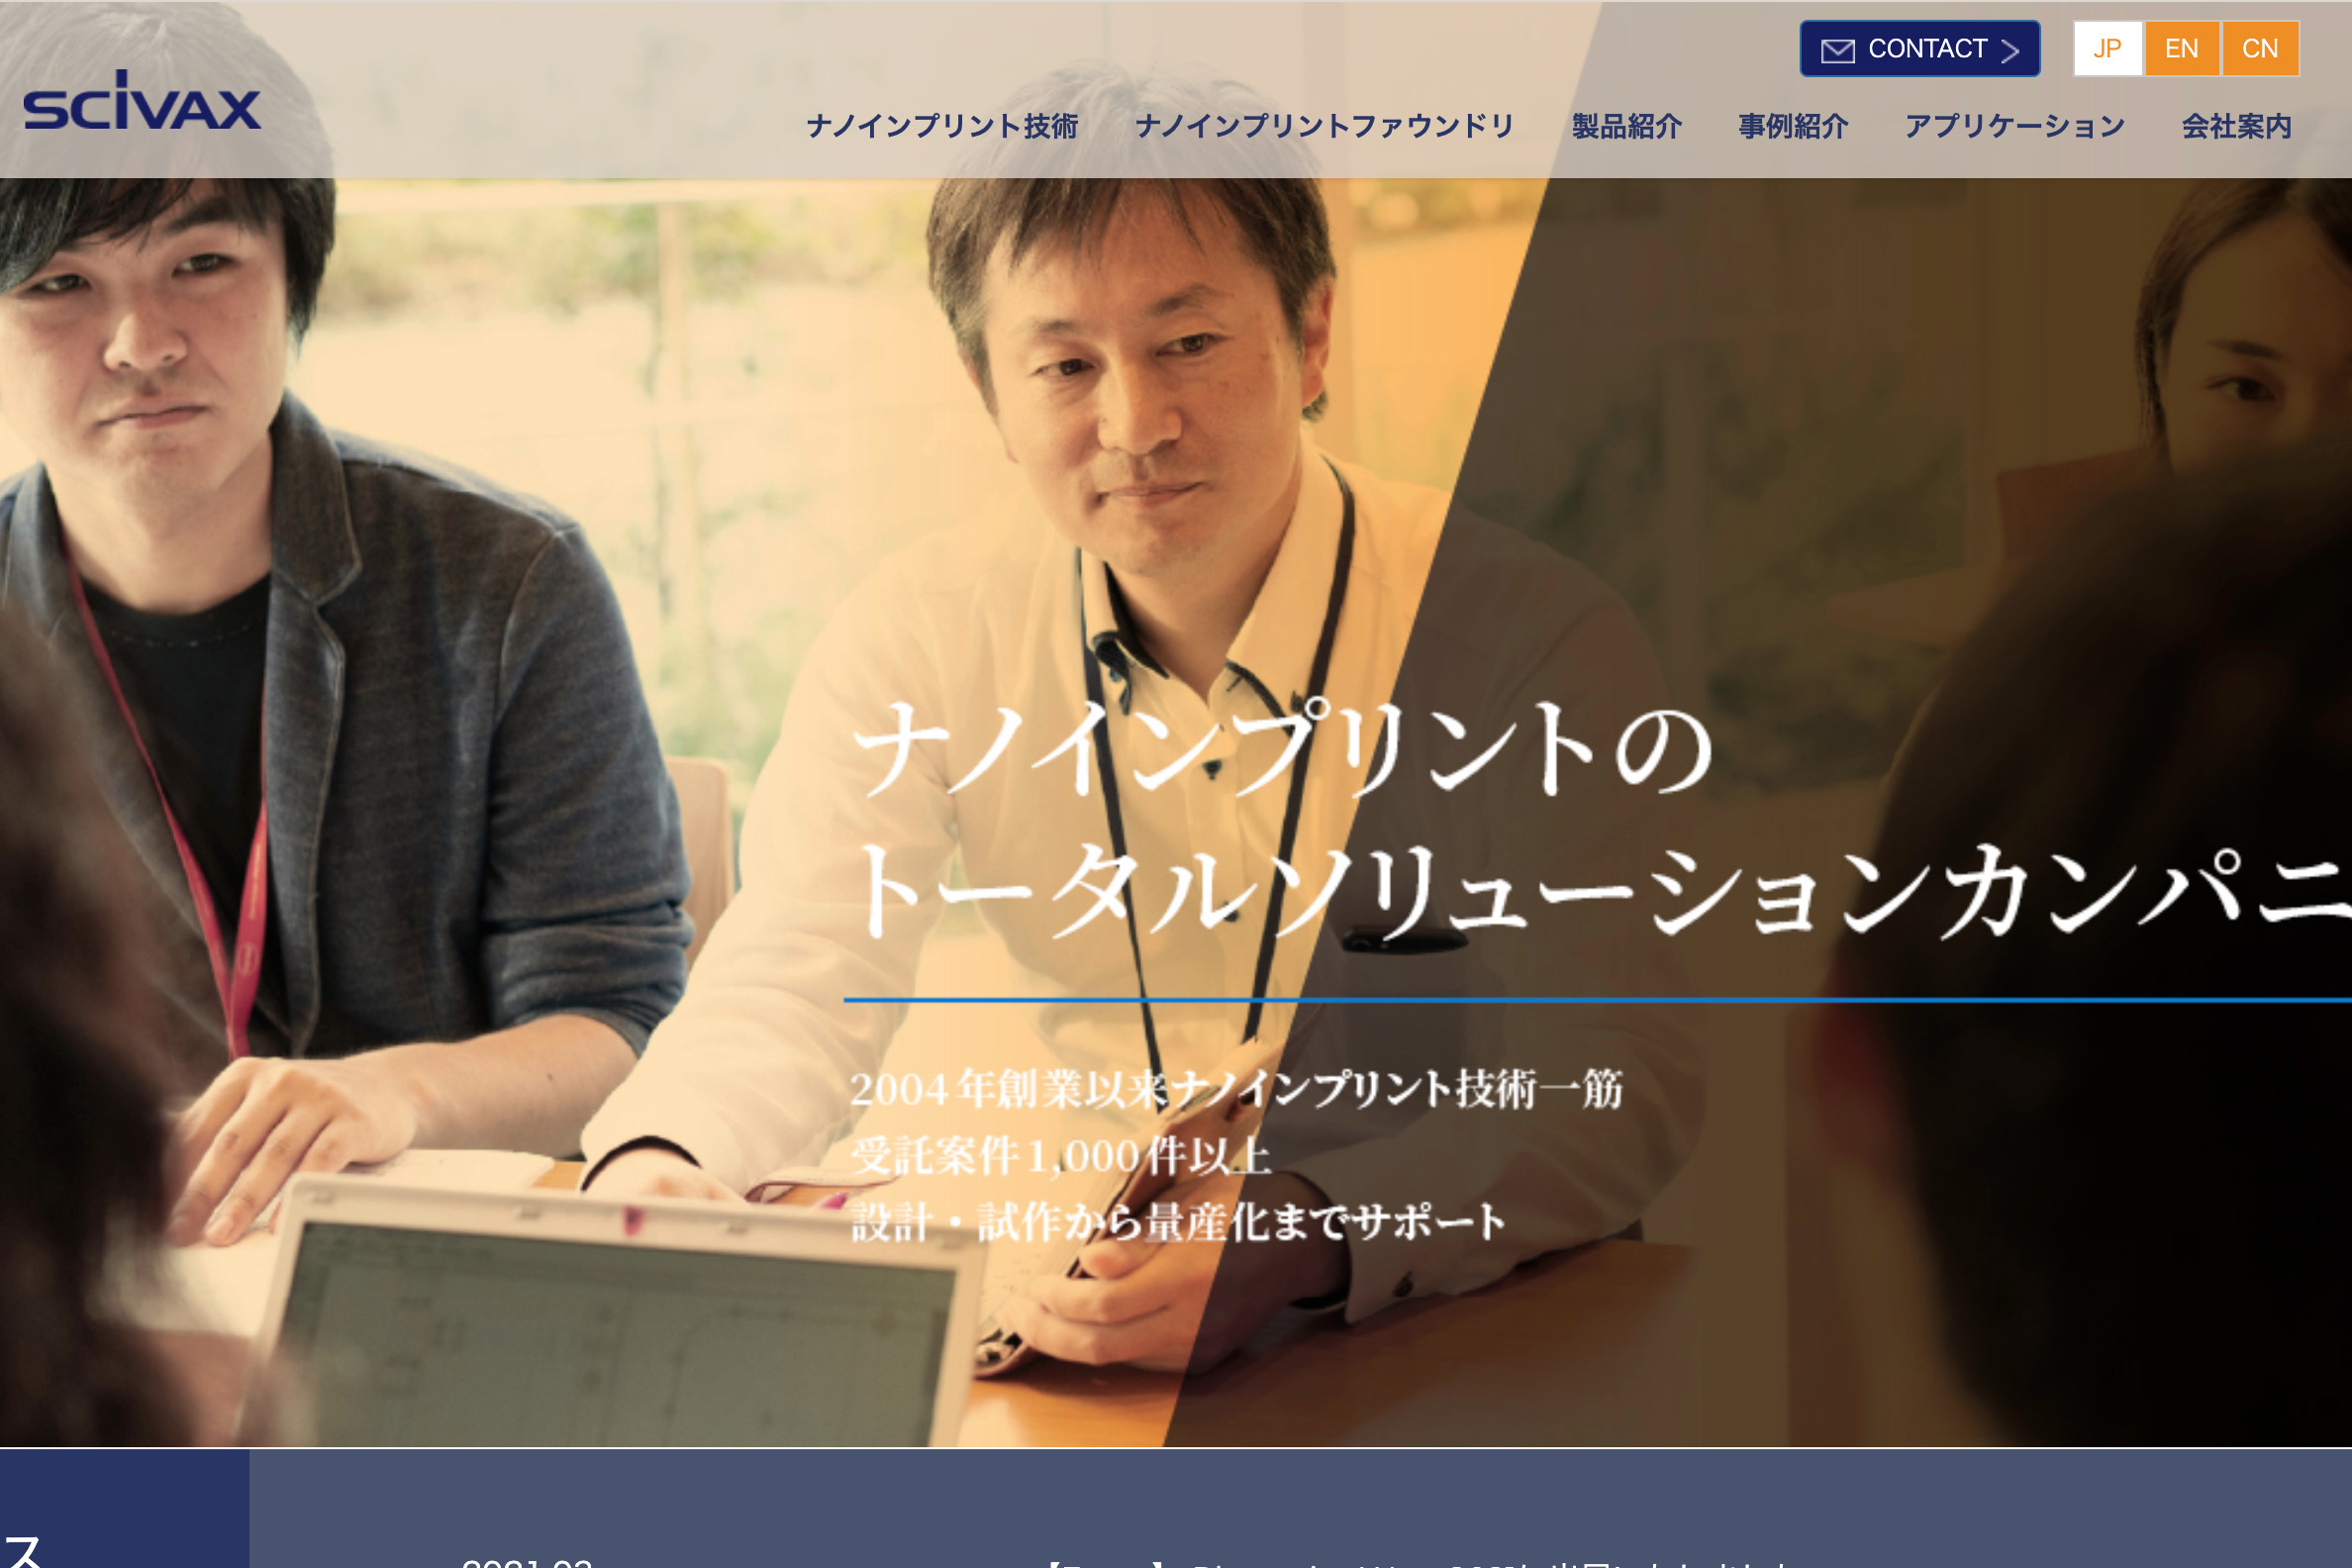 CONTACT
JP EN CN
SCiVAX
ナノインプリント技術 ナノインプリントファウンドリ 製品紹介 事例紹介 アプリケーション 会社案内
ナノインプリントの
トータルソリューションカンパニ
2004年創業以来ナノインプリント技術一筋
受託案件1,000件以上
設計・試作から量産化までサポート
ス